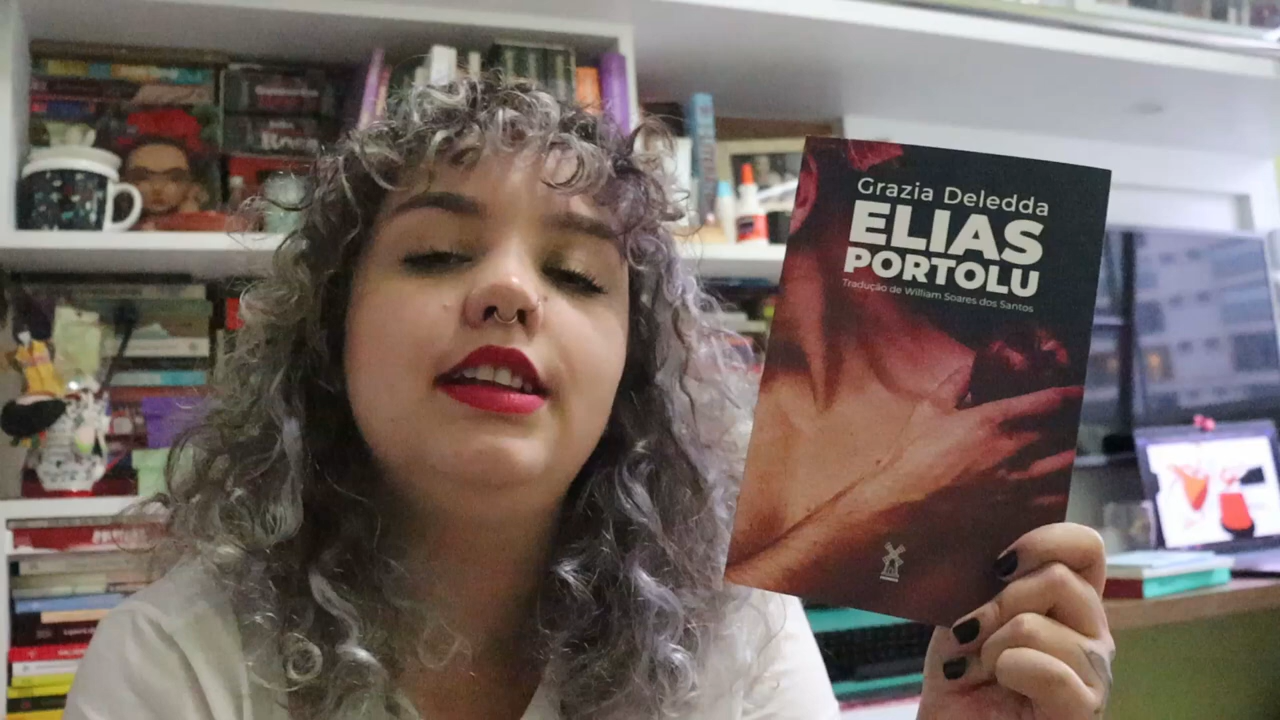 Grazia Deledda
ELIAS
PORTOLU
Tradução de William Soares dos Santos